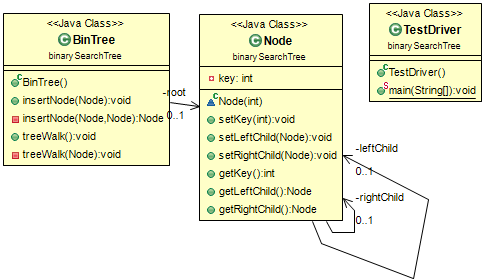 <<Java Class>>
BinTree
binarySearchTree
BinTree()
insertNode(Node):void
insertNode(Node,Node):Node
treeWalk():void
treeWalk(Node):void
-root
0..1
<<Java Class>>
Node
binarySearchTree
key: int
Node(int)
setKey(int):void
setLeftChild(Node):void
setRightChild(Node):void
getKey():int
getLeftChild():Node
getRightChild():Node
-leftChild
0..1
-rightChild
0..1
<<Java Class>>
TestDriver
binarySearchTree
TestDriver()
main(String[]):void